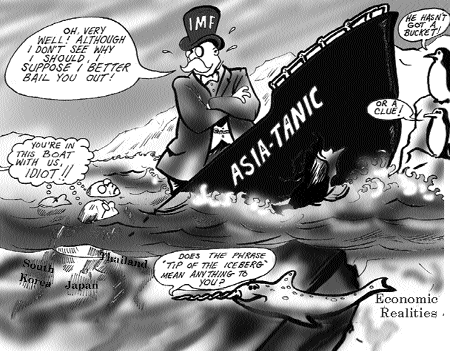 OH, VERY
WELL! ALTHOUGH
I DON'T SEE WHY
I SHOULD, I
SUPPOSE I BETTER
BAIL YOU OUT!
IMF
HE HASN'T
GOT A
BUCKET!
OR A
CLUE!
ASIA-TANIC
YOU'RE IN
THIS BOAT
WITH US,
IDIOT!!
South
Korea
Japan
Thailand
DOES THE PHRASE
"TIP OF THE ICEBERG"
MEAN ANYTHING TO
YOU?
Economic
Realities